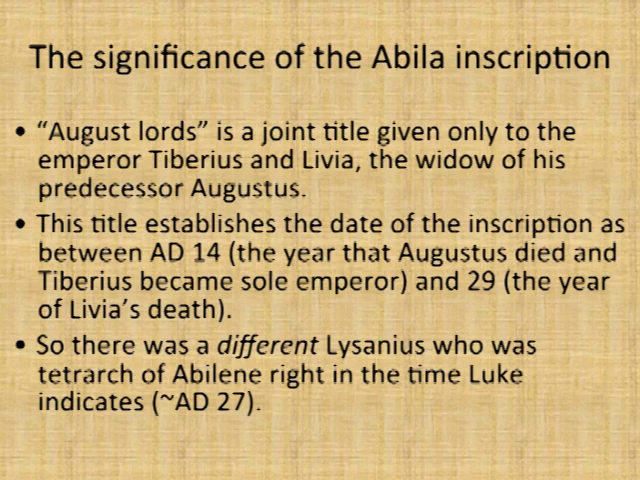 The significance of the Abila inscription
• “August lords” is a joint title given only to the
emperor Tiberius and Livia, the widow of his
predecessor Augustus.
• This title establishes the date of the inscription as
between AD 14 (the year that Augustus died and
Tiberius became sole emperor) and 29 (the year
of Livia’s death).
• So there was a different Lysanius who was
tetrarch of Abilene right in the time Luke
indicates (~AD 27).